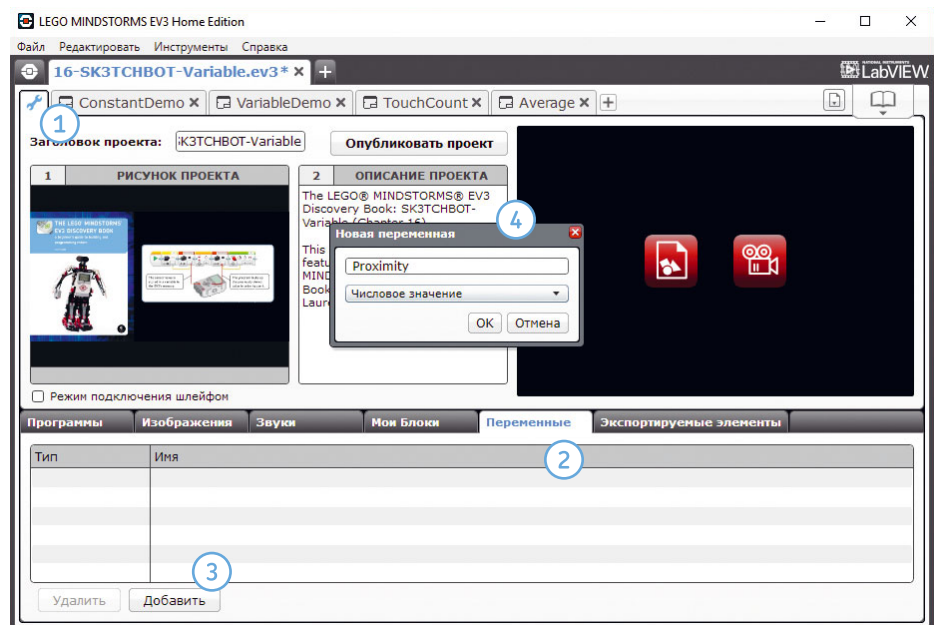 LEGO MINDSTORMS EV3 Home Edition
Файл Редактировать Инструменты Справка
16-SK3TCHBOT-Variable.ev3*
NATIONAL INSTRUMENTS
LabVIEW
ConstantDemo VariableDemo TouchCount Average
1
Заголовок проекта: SK3TCHBOT-Variable Опубликовать проект
1 РИСУНОК ПРОЕКТА
2 ОПИСАНИЕ ПРОЕКТА
THE LEGO MINDSTORMS
EV3 DISCOVERY BOOK
The LEGO® MINDSTORMS® EV3
Discovery Book: SK3TCHBOT-
Variable (Chapter 16)
This
featu
MIND
Book
Laure
4
Новая переменная
Proximity
Числовое значение
OK Отмена
Режим подключения шлейфом
Программы Изображения Звуки Мои Блоки Переменные Экспортируемые элементы
Тип Имя
2
3
Удалить Добавить